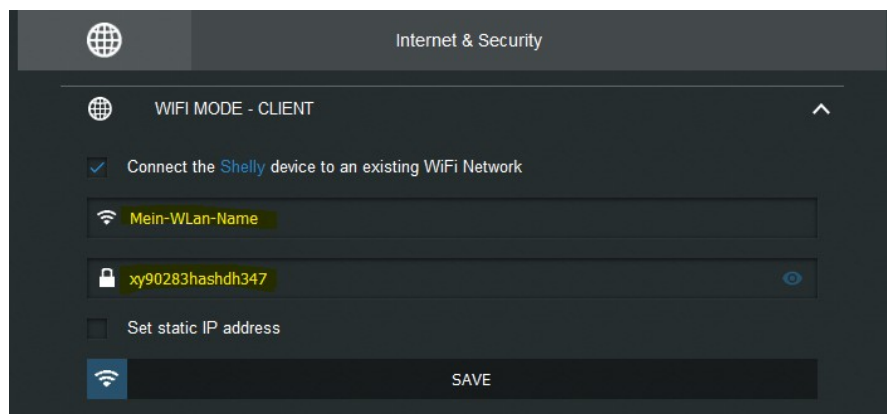 Internet & Security
WIFI MODE - CLIENT
Connect the Shelly device to an existing WiFi Network
Mein-WLan-Name
xy90283hashdh347
Set static IP address
SAVE